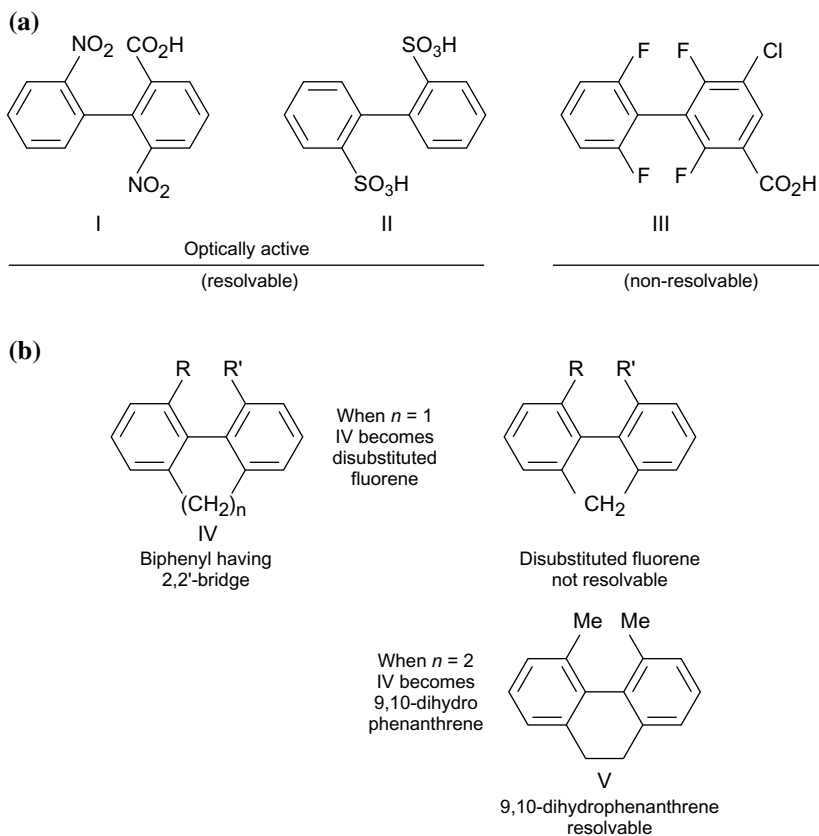 (a)
NO2 CO2H
NO2
I
SO3H
SO3H
II
F F Cl
F F CO2H
III
Optically active
(resolvable)
(non-resolvable)
(b)
R R'
(CH2)n
IV
Biphenyl having
2,2'-bridge
When n = 1
IV becomes
disubstituted
fluorene
R R'
CH2
Disubstituted fluorene
not resolvable
When n = 2
IV becomes
9,10-dihydro
phenanthrene
Me Me
V
9,10-dihydrophenanthrene
resolvable